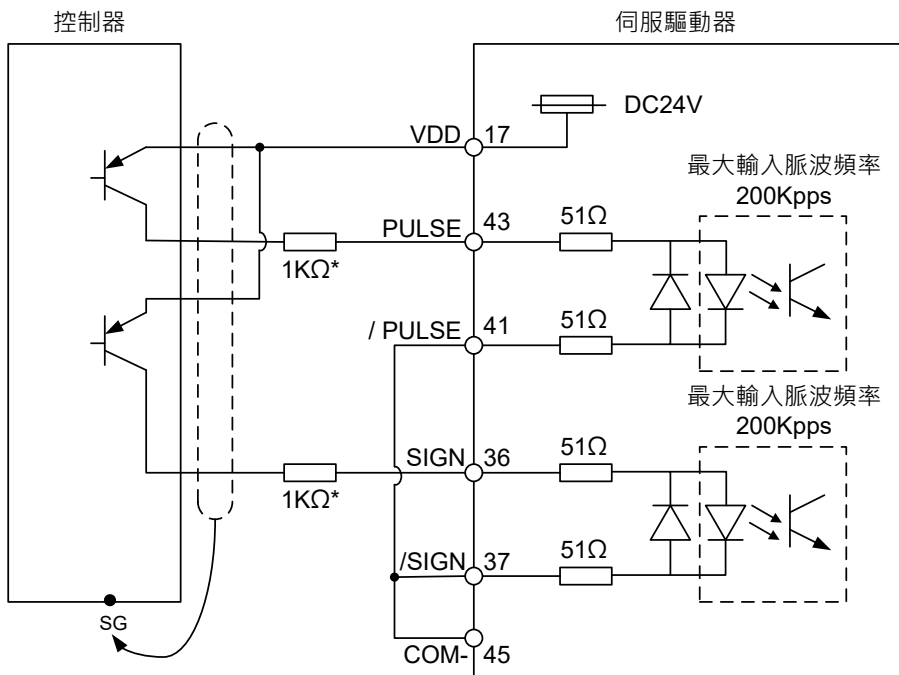 控制器
伺服驅動器
DC24V
VDD
17
最大輸入脈波頻率
200Kpps
PULSE
43
51Ω
1KΩ*
/ PULSE
41
51Ω
最大輸入脈波頻率
200Kpps
SIGN
36
51Ω
1KΩ*
/SIGN
37
51Ω
SG
COM-
45